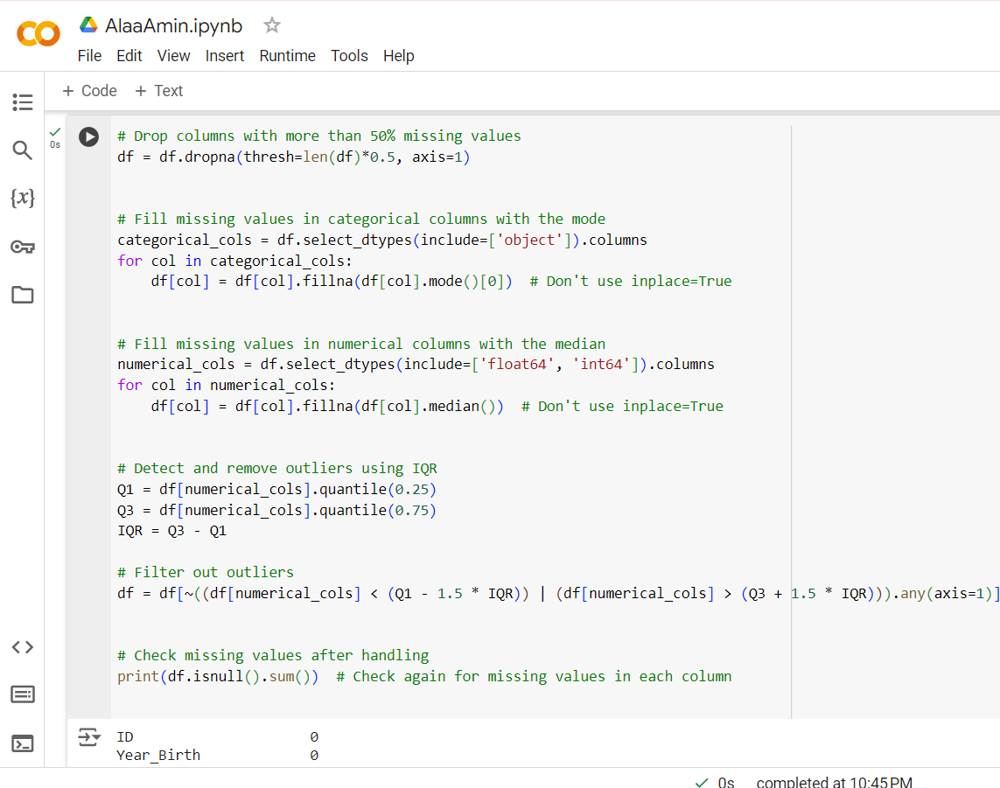 AlaaAmin.ipynb
File Edit View Insert Runtime Tools Help
+ Code + Text
0s
# Drop columns with more than 50% missing values
df = df.dropna(thresh=len(df)*0.5, axis=1)
# Fill missing values in categorical columns with the mode
categorical_cols = df.select_dtypes(include=['object']).columns
for col in categorical_cols:
    df[col] = df[col].fillna(df[col].mode()[0])  # Don't use inplace=True
# Fill missing values in numerical columns with the median
numerical_cols = df.select_dtypes(include=['float64', 'int64']).columns
for col in numerical_cols:
    df[col] = df[col].fillna(df[col].median())  # Don't use inplace=True
# Detect and remove outliers using IQR
Q1 = df[numerical_cols].quantile(0.25)
Q3 = df[numerical_cols].quantile(0.75)
IQR = Q3 - Q1
# Filter out outliers
df = df[~((df[numerical_cols] < (Q1 - 1.5 * IQR)) | (df[numerical_cols] > (Q3 + 1.5 * IQR))).any(axis=1)]
# Check missing values after handling
print(df.isnull().sum())  # Check again for missing values in each column
ID 0
Year_Birth 0
0s completed at 10:45 PM